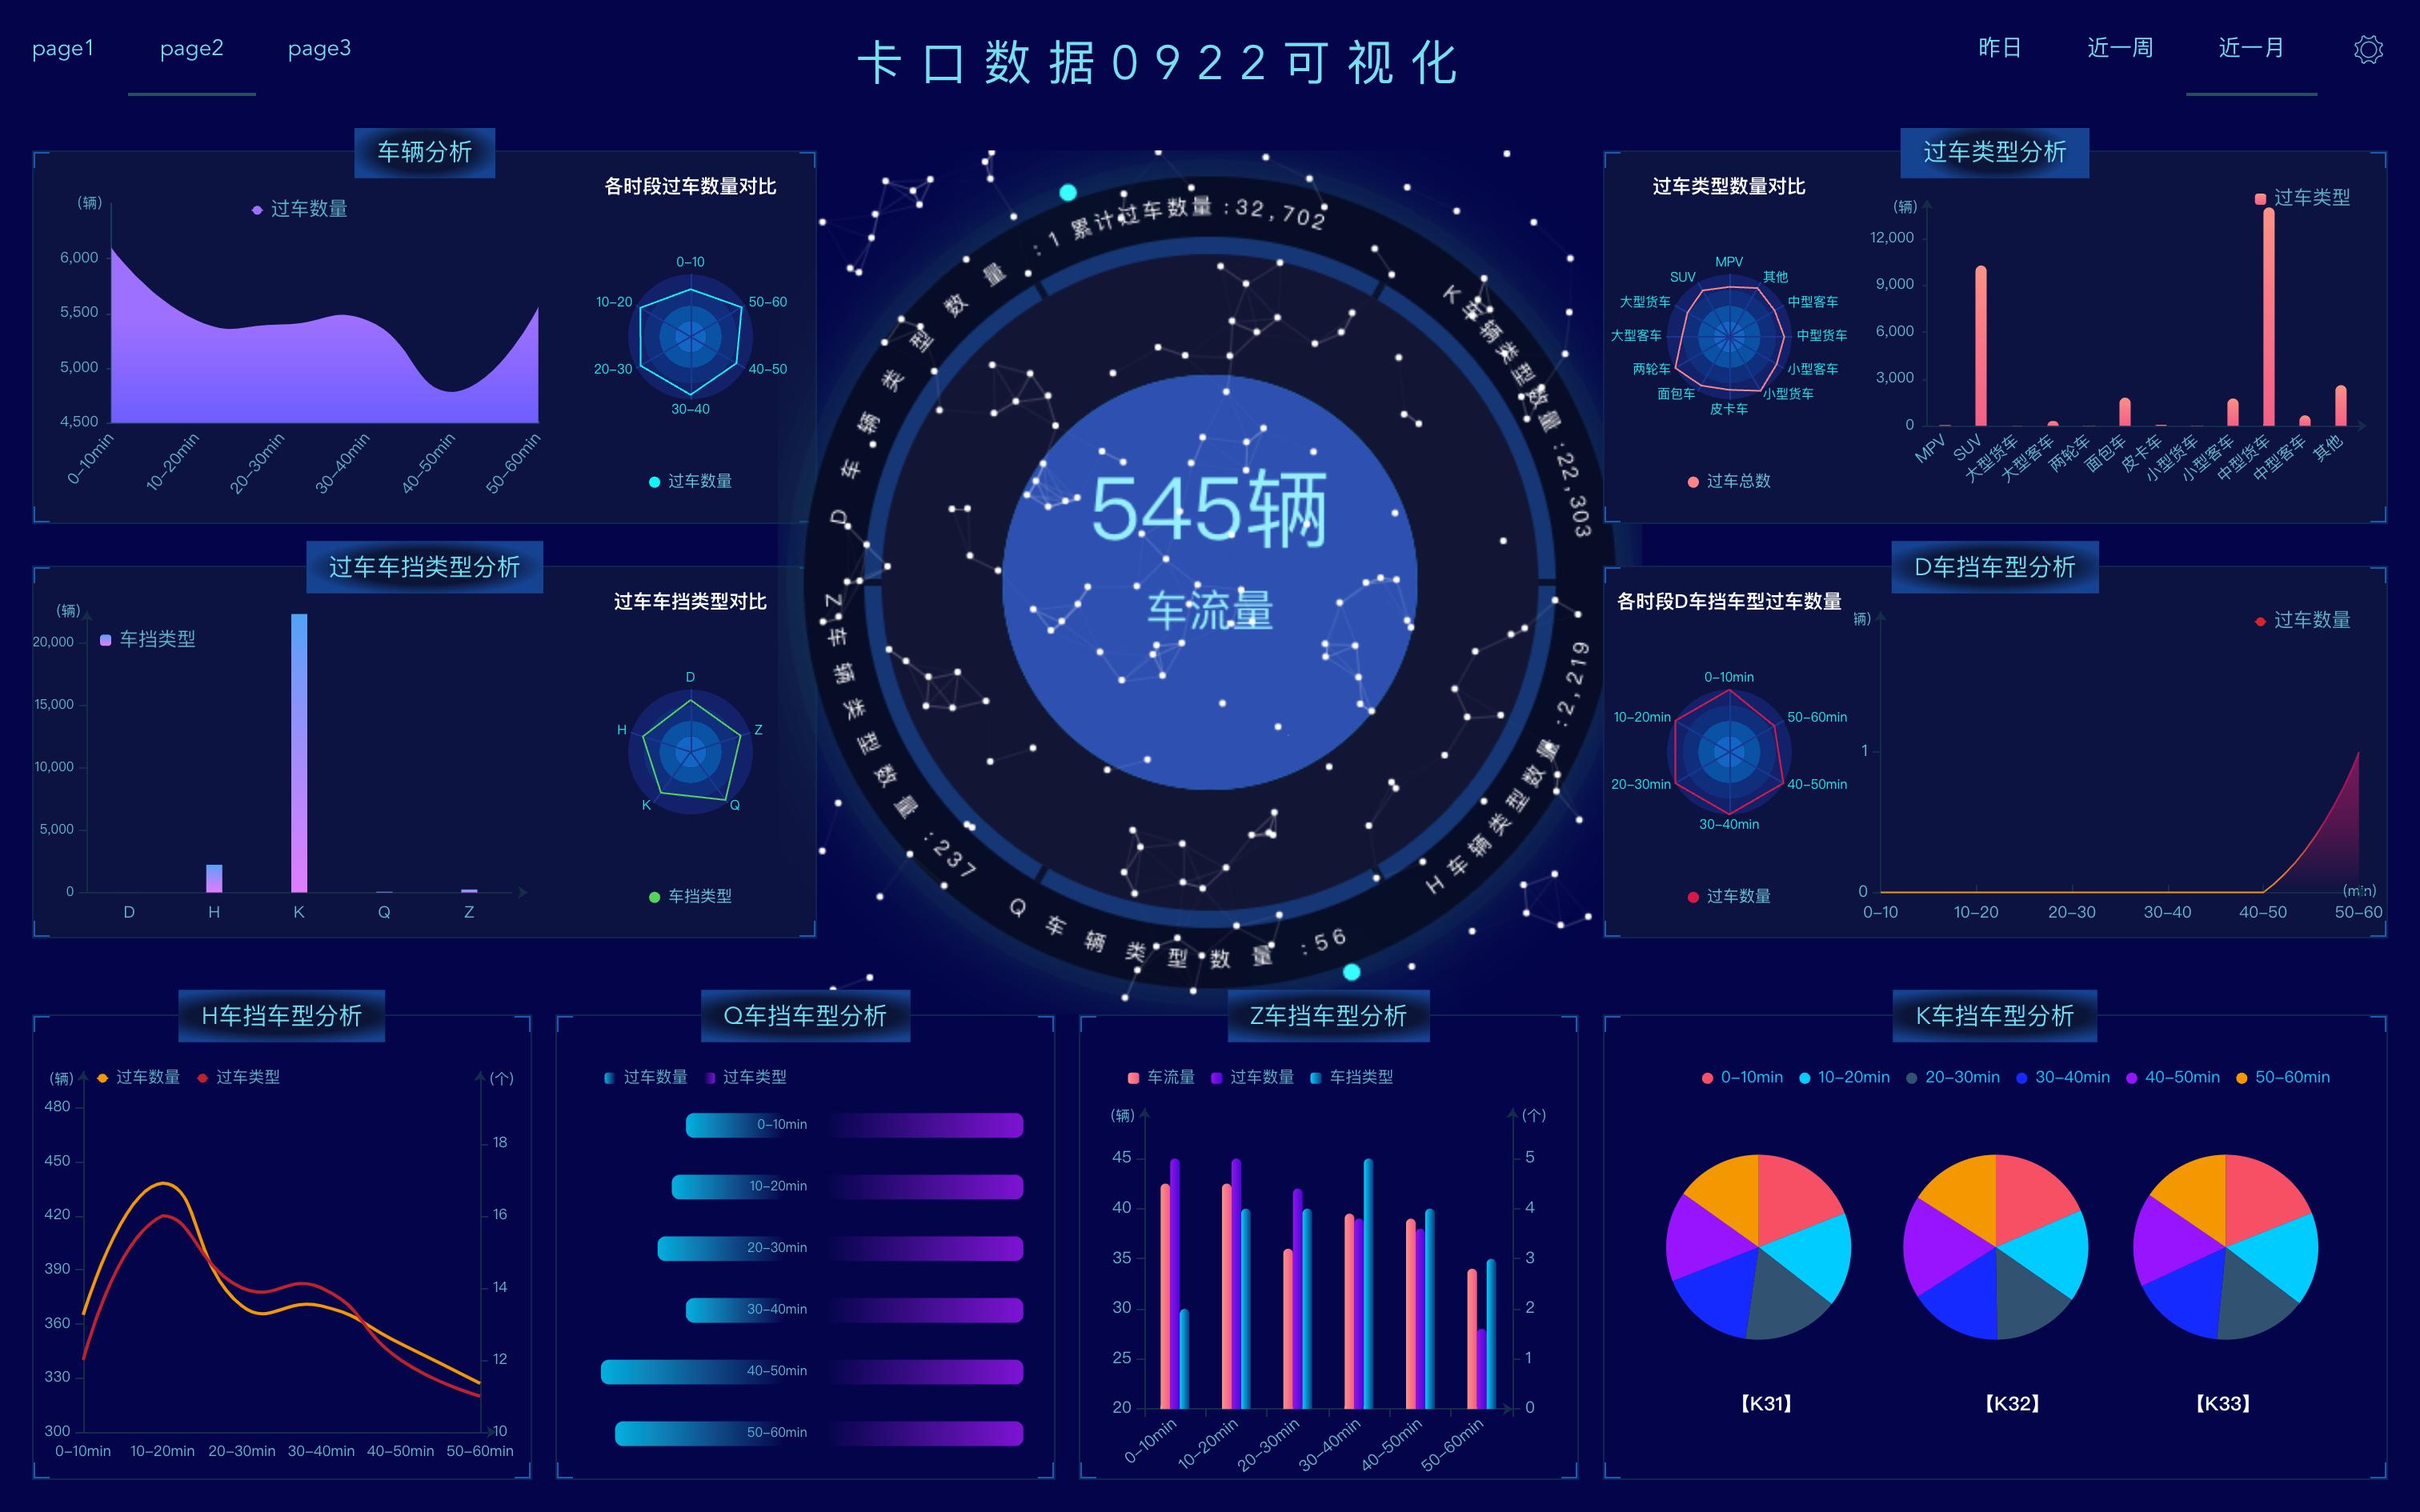 page1 page2 page3
卡口数据0922可视化
昨日 近一周 近一月
车辆分析
(辆)
过车数量
6,000
5,500
5,000
4,500
0-10min 10-20min 20-30min 30-40min 40-50min 50-60min
各时段过车数量对比
0-10
10-20 50-60
20-30 40-50
30-40
过车数量
过车类型分析
过车类型数量对比
MPV
SUV 其他
大型货车 中型客车
大型客车 中型货车
两轮车 小型客车
面包车 小型货车
皮卡车
过车总数
(辆)
过车类型
12,000
9,000
6,000
3,000
0
MPV SUV 大型货车 大型客车 两轮车 面包车 皮卡车 小型货车 小型客车 中型货车 中型客车 其他
累计过车数量:32,702
K车辆类型数量:22,303
H车辆类型数量:2,219
Q车辆类型数量:56
Z车辆类型数量:237
D车辆类型数量:1
545辆
车流量
过车车挡类型分析
(辆)
车挡类型
20,000
15,000
10,000
5,000
0
D H K Q Z
过车车挡类型对比
D
H Z
K Q
车挡类型
D车挡车型分析
各时段D车挡车型过车数量
0-10min
10-20min 50-60min
20-30min 40-50min
30-40min
过车数量
辆)
过车数量
1
0
(min)
0-10 10-20 20-30 30-40 40-50 50-60
H车挡车型分析
(辆) 过车数量 过车类型 (个)
480
450
420
390
360
330
300
18
16
14
12
10
0-10min 10-20min 20-30min 30-40min 40-50min 50-60min
Q车挡车型分析
过车数量 过车类型
0-10min
10-20min
20-30min
30-40min
40-50min
50-60min
Z车挡车型分析
车流量 过车数量 车挡类型
(辆) (个)
45 5
40 4
35 3
30 2
25 1
20 0
0-10min 10-20min 20-30min 30-40min 40-50min 50-60min
K车挡车型分析
0-10min 10-20min 20-30min 30-40min 40-50min 50-60min
【K31】 【K32】 【K33】